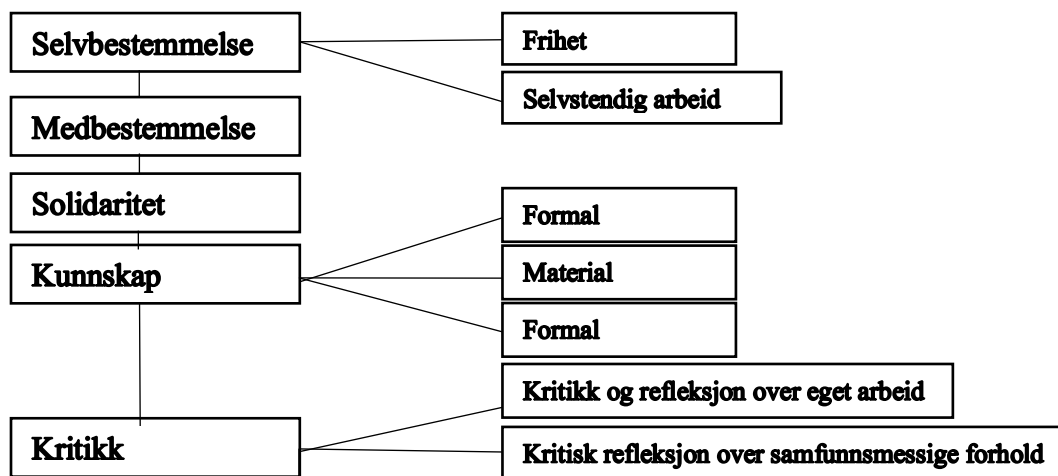 Selvbestemmelse
Frihet
Selvstendig arbeid
Medbestemmelse
Solidaritet
Kunnskap
Formal
Material
Formal
Kritikk
Kritikk og refleksjon over eget arbeid
Kritisk refleksjon over samfunnsmessige forhold